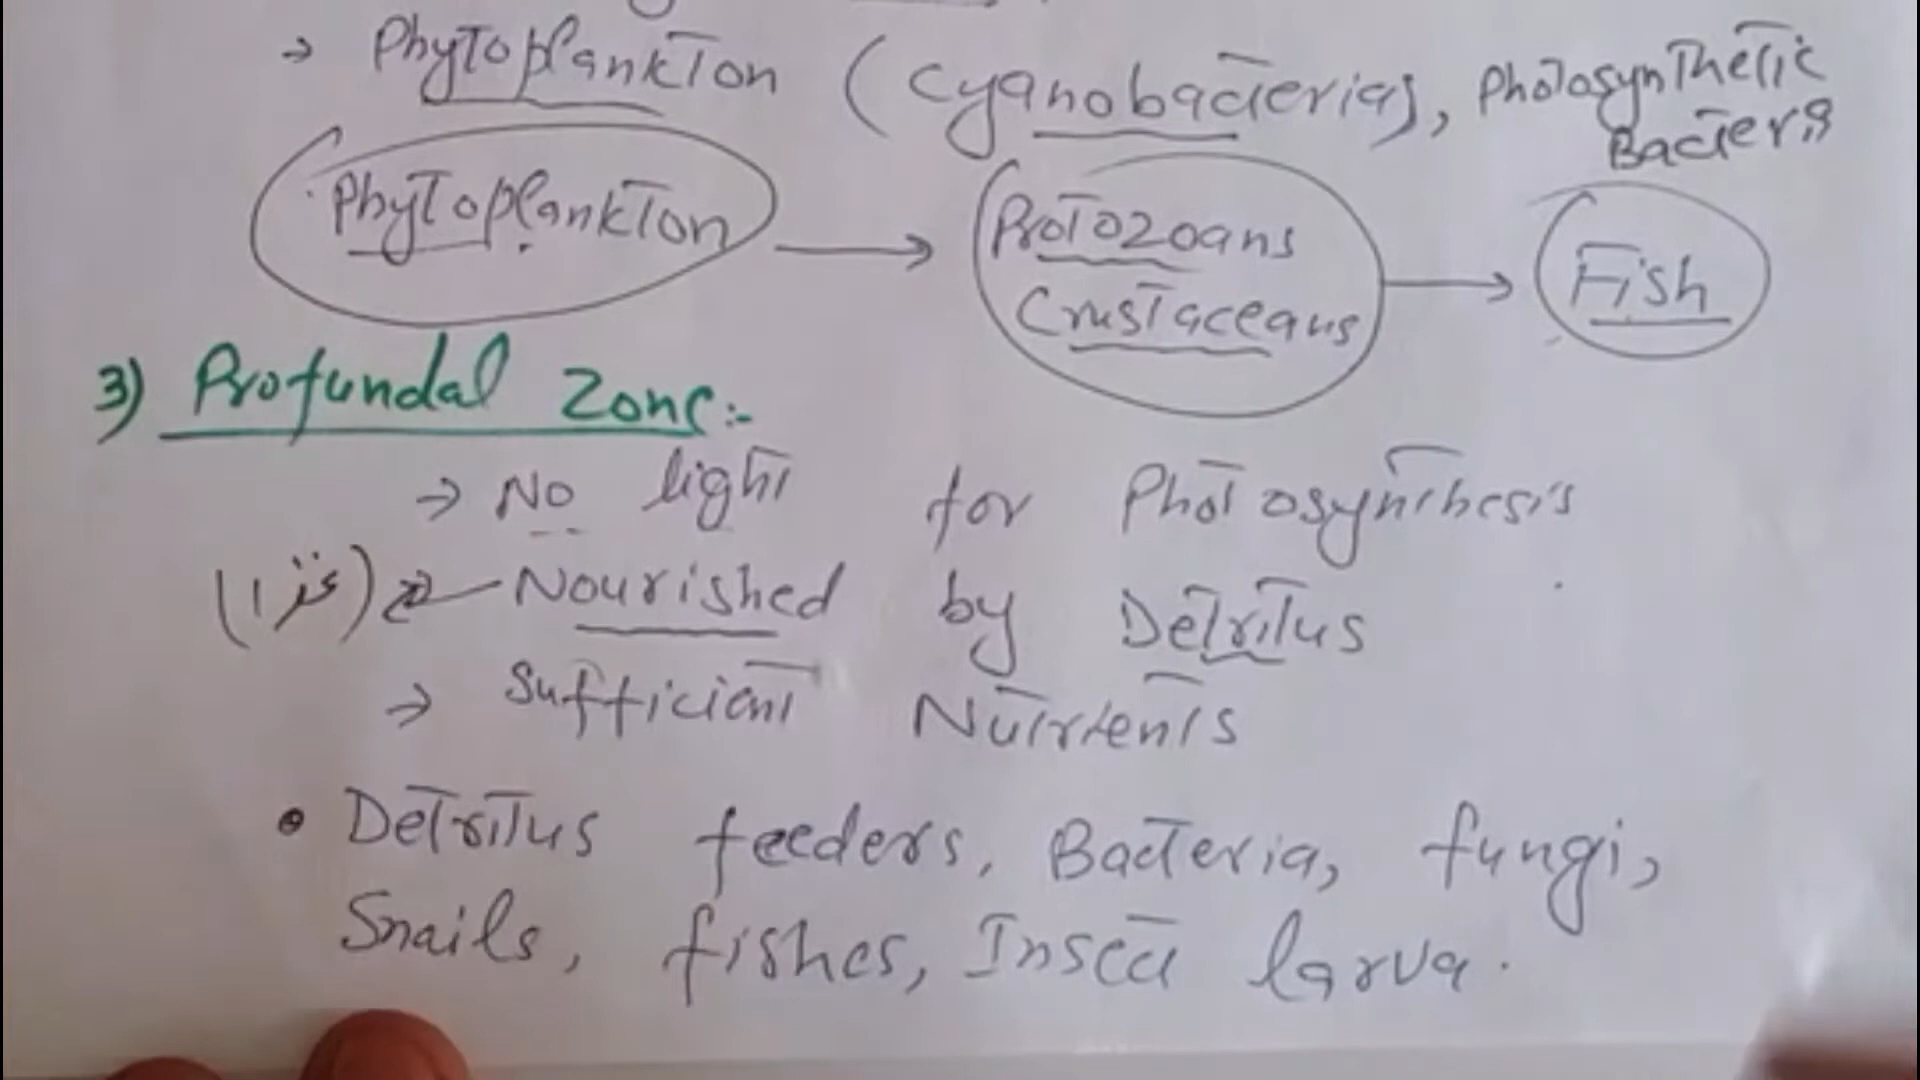 → Phytoplankton (Cyanobacterias, Photosynthetic Bacteria
Phytoplankton → Protozoans Crustaceans → Fish
3) Profundal Zone:-
→ No light for Photosynthesis
(غذا) Nourished by Detritus
→ Sufficient Nutrients
• Detritus feeders, Bacteria, fungi,
Snails, fishes, Insect larva.